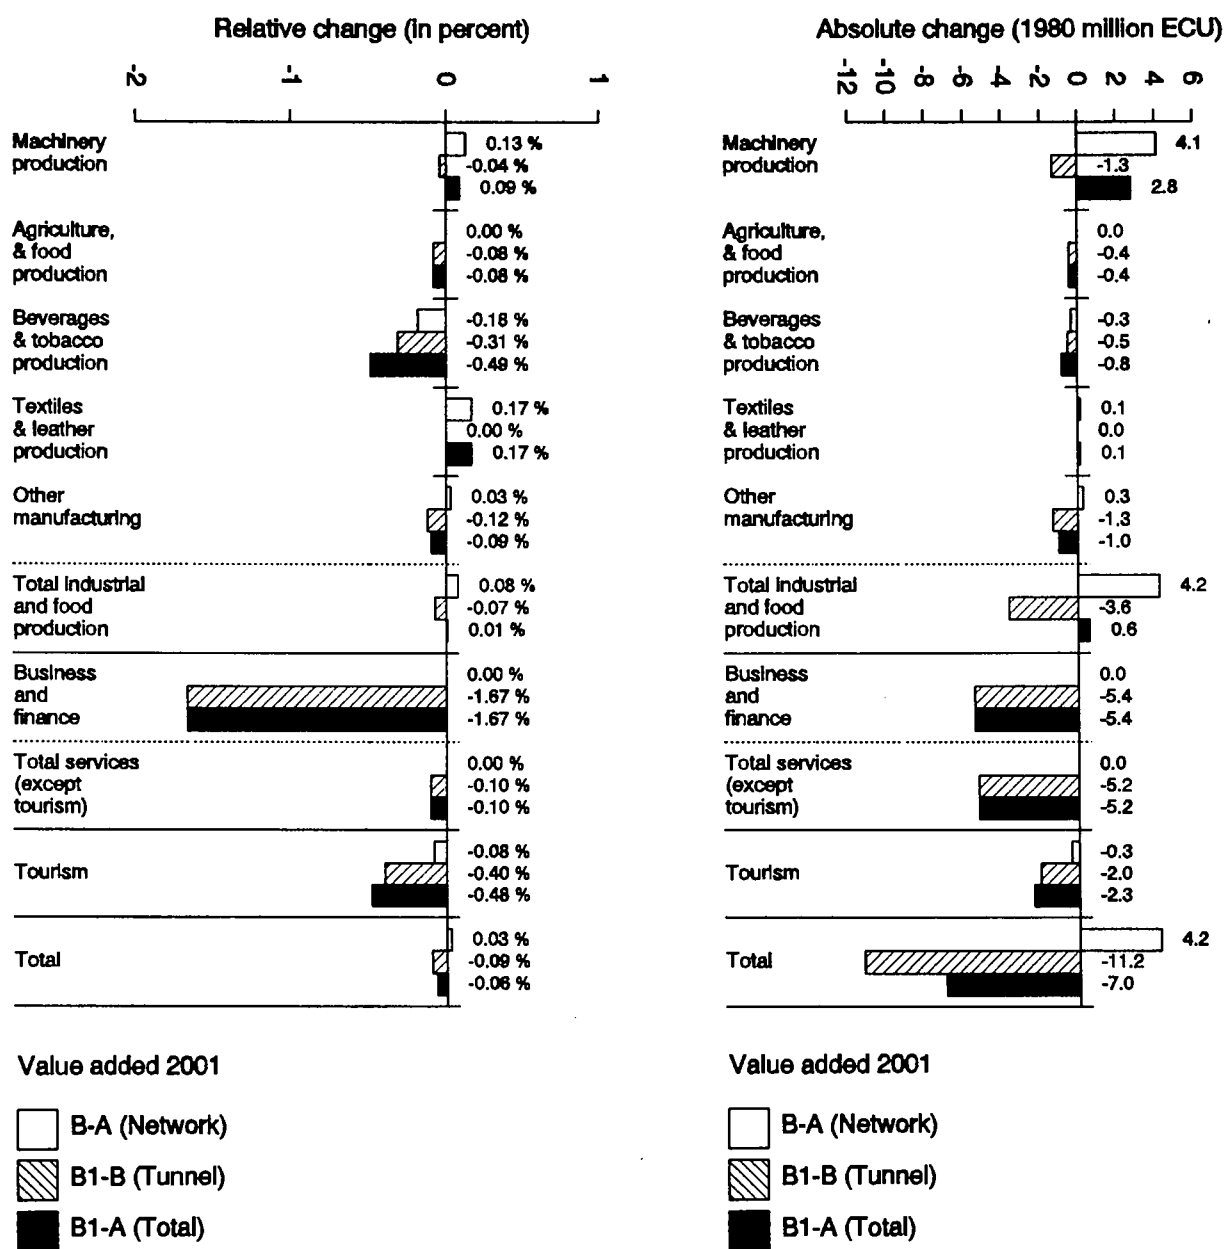 Relative change (in percent)
-2 -1 0 1
Machinery
production
0.13 %
-0.04 %
0.09 %
Agriculture,
& food
production
0.00 %
-0.08 %
-0.08 %
Beverages
& tobacco
production
-0.18 %
-0.31 %
-0.49 %
Textiles
& leather
production
0.17 %
0.00 %
0.17 %
Other
manufacturing
0.03 %
-0.12 %
-0.09 %
Total industrial
and food
production
0.08 %
-0.07 %
0.01 %
Business
and
finance
0.00 %
-1.67 %
-1.67 %
Total services
(except
tourism)
0.00 %
-0.10 %
-0.10 %
Tourism
-0.08 %
-0.40 %
-0.48 %
Total
0.03 %
-0.09 %
-0.06 %
Value added 2001
B-A (Network)
B1-B (Tunnel)
B1-A (Total)
Absolute change (1980 million ECU)
-12 -10 -8 -6 -4 -2 0 2 4 6
Machinery
production
4.1
-1.3
2.8
Agriculture,
& food
production
0.0
-0.4
-0.4
Beverages
& tobacco
production
-0.3
-0.5
-0.8
Textiles
& leather
production
0.1
0.0
0.1
Other
manufacturing
0.3
-1.3
-1.0
Total industrial
and food
production
4.2
-3.6
0.6
Business
and
finance
0.0
-5.4
-5.4
Total services
(except
tourism)
0.0
-5.2
-5.2
Tourism
-0.3
-2.0
-2.3
Total
4.2
-11.2
-7.0
Value added 2001
B-A (Network)
B1-B (Tunnel)
B1-A (Total)